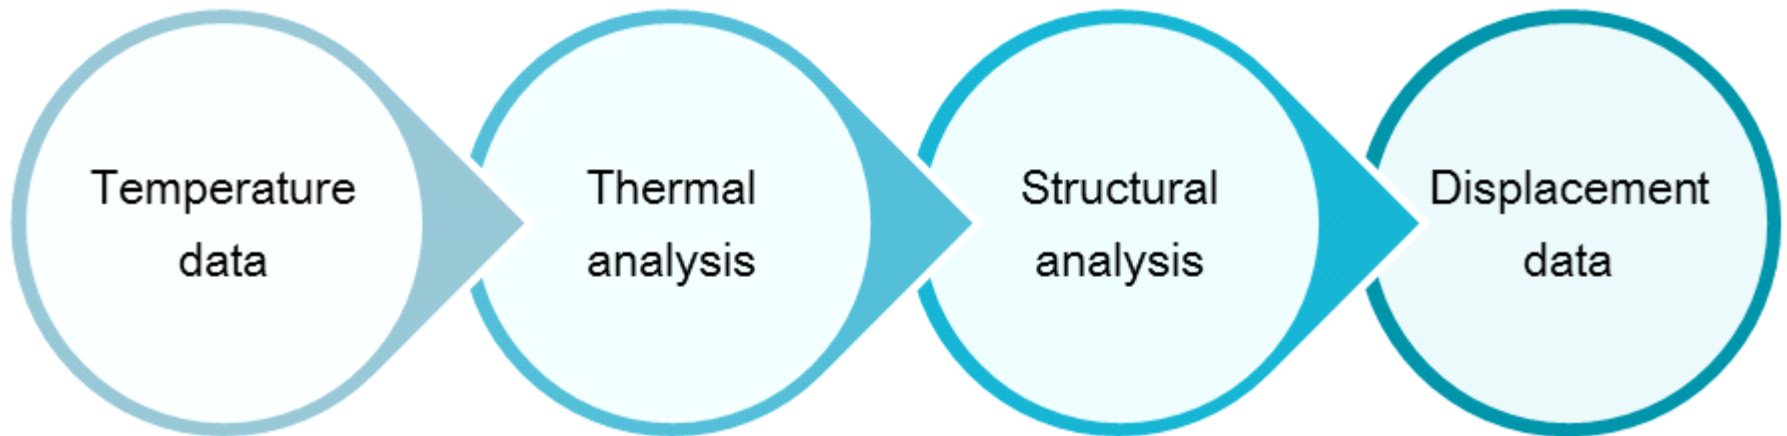 Temperature
data
Thermal
analysis
Structural
analysis
Displacement
data